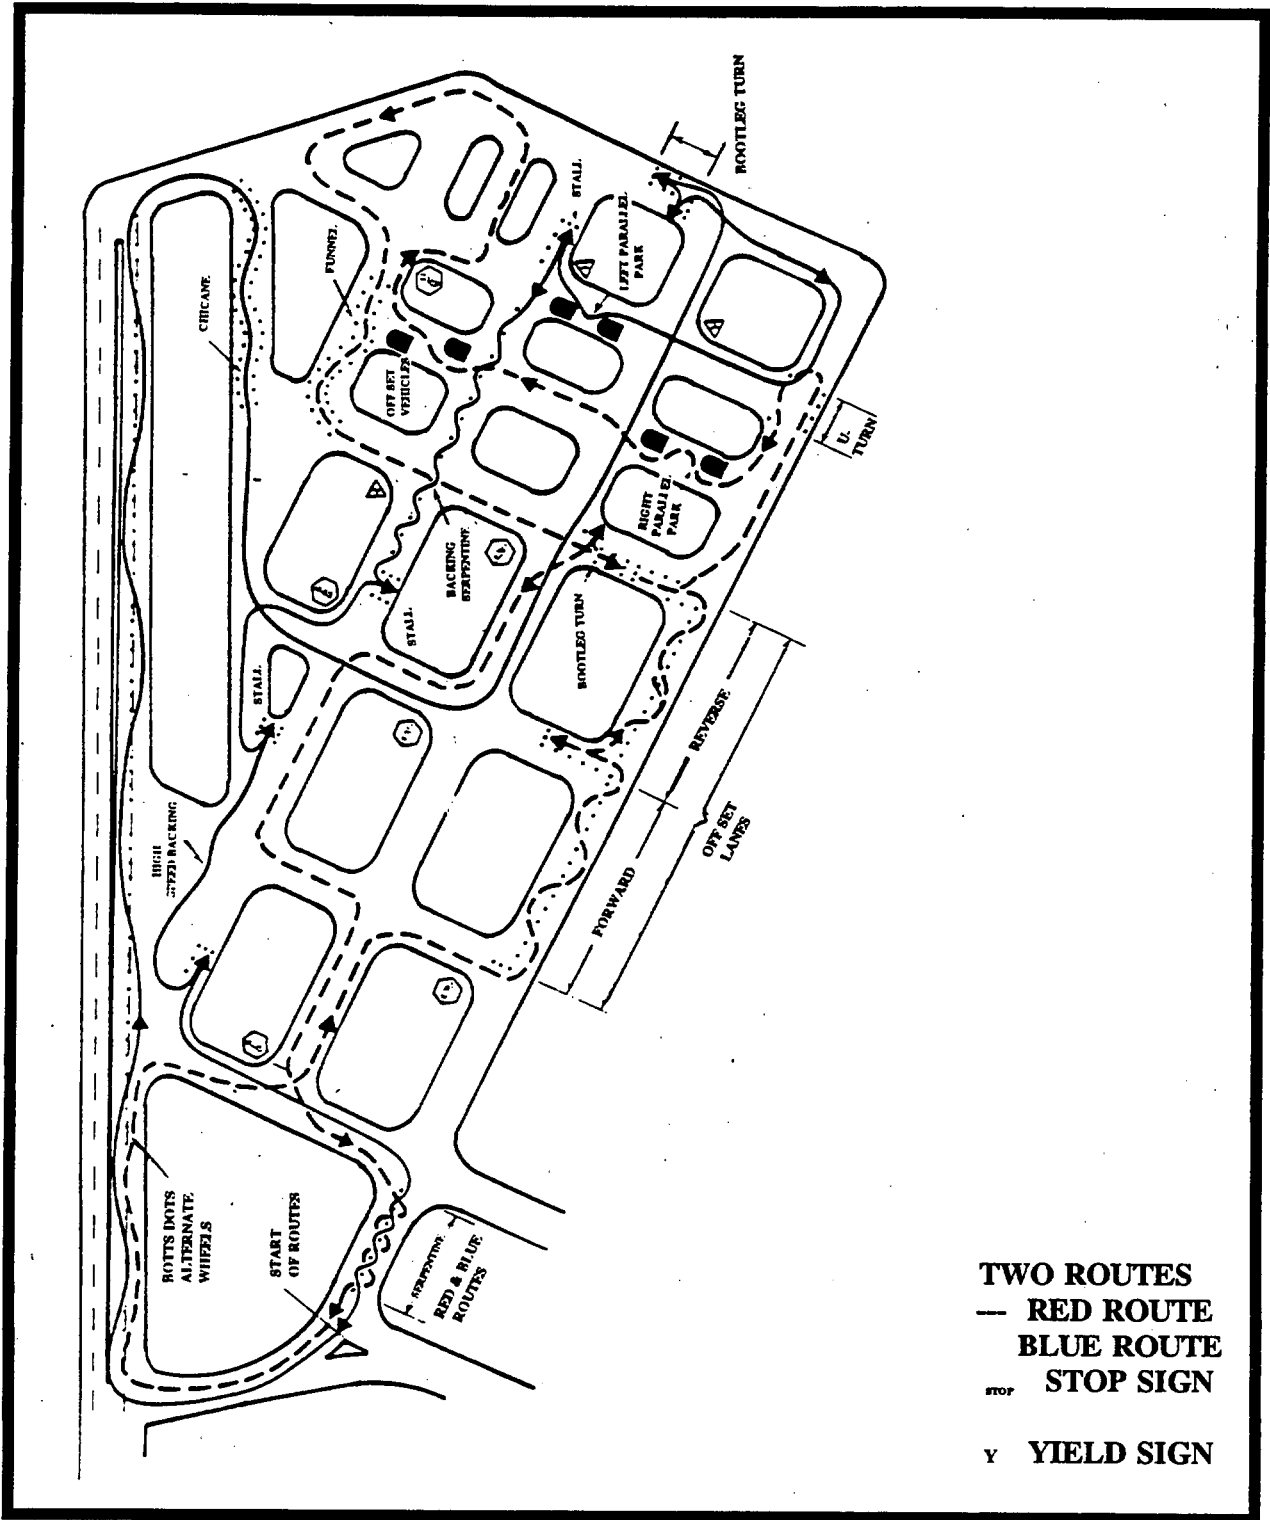 BOOTLEG TURN
STALL
LEFT PARALLEL
PARK
FUNNEL
CHICANE
OFF SET
VEHICLES
U-
TURN
RIGHT
PARALLEL
PARK
BACKING
SERPENTINE
STALL
BOOTLEG TURN
STALL
REVERSE
OFF SET
LANES
FORWARD
HIGH
SPEED BACKING
BOTTS DOTS
ALTERNATE
WHEELS
START
OF ROUTES
SERPENTINE
RED & BLUE
ROUTES
TWO ROUTES
--- RED ROUTE
BLUE ROUTE
STOP STOP SIGN
Y YIELD SIGN